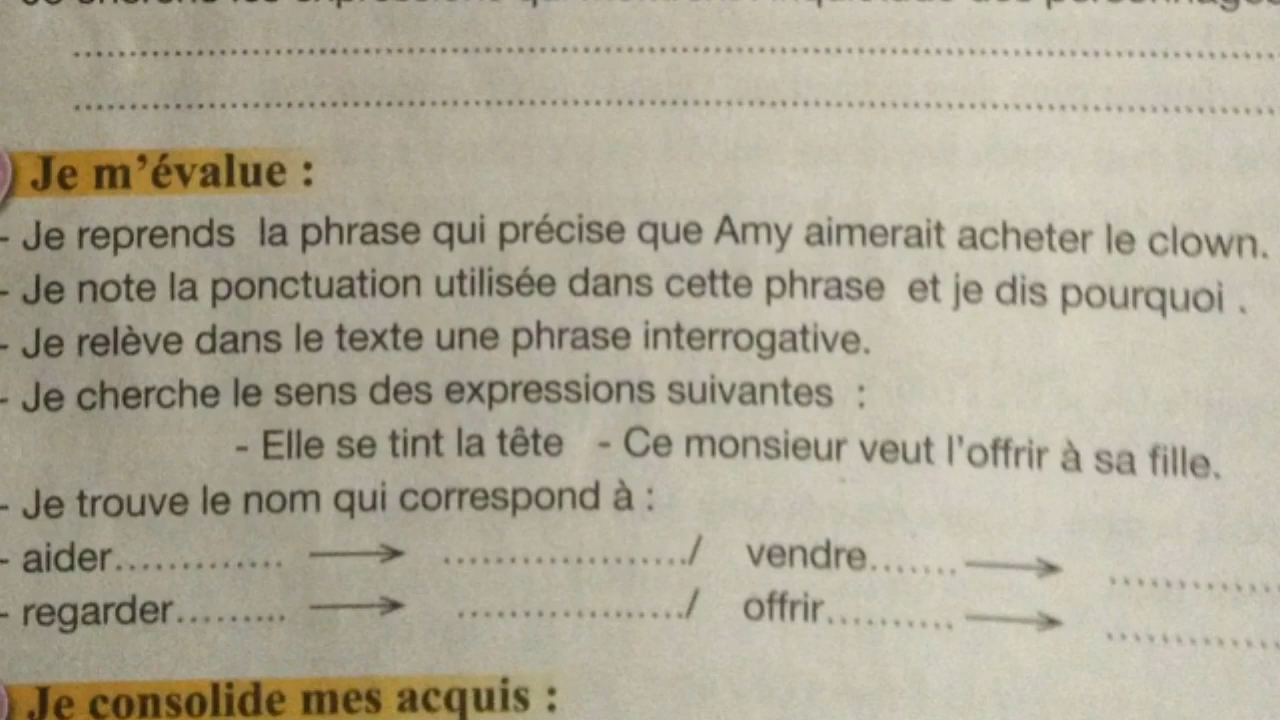 Je m'évalue :
- Je reprends la phrase qui précise que Amy aimerait acheter le clown.
- Je note la ponctuation utilisée dans cette phrase et je dis pourquoi .
- Je relève dans le texte une phrase interrogative.
- Je cherche le sens des expressions suivantes :
- Elle se tint la tête - Ce monsieur veut l'offrir à sa fille.
- Je trouve le nom qui correspond à :
- aider............. → ...................../ vendre....... → ..............
- regarder......... → ...................../ offrir.......... → ..............
Je consolide mes acquis :